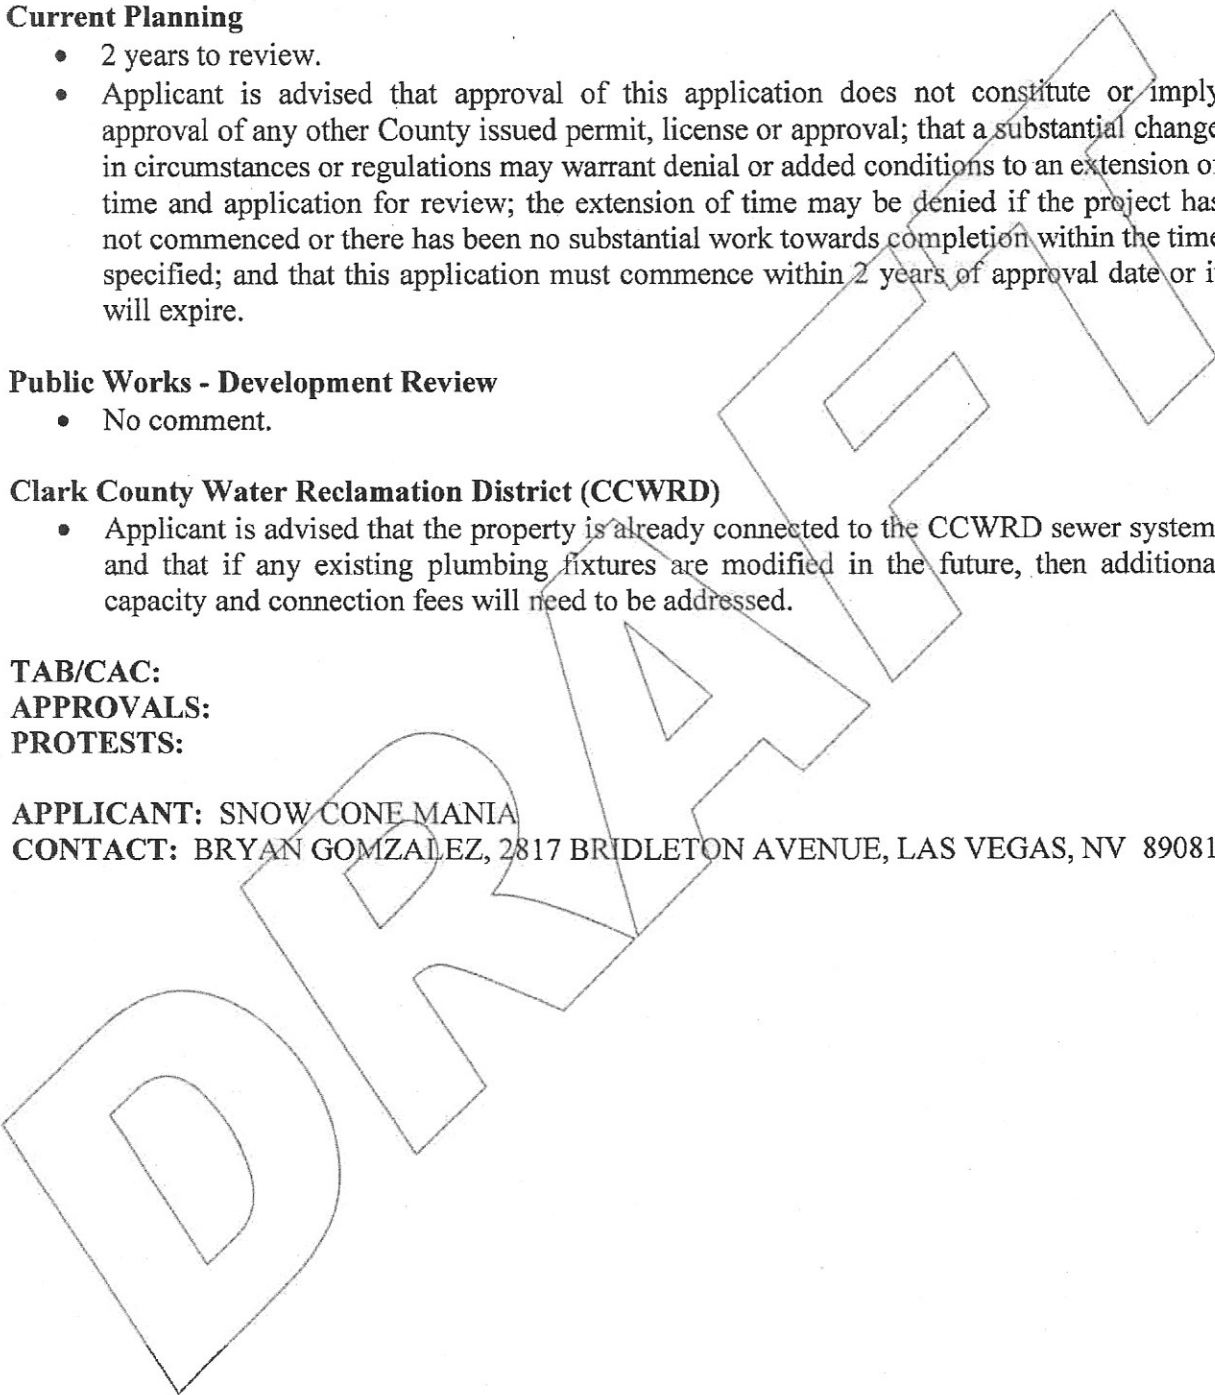 Current Planning
• 2 years to review.
• Applicant is advised that approval of this application does not constitute or imply
approval of any other County issued permit, license or approval; that a substantial change
in circumstances or regulations may warrant denial or added conditions to an extension of
time and application for review; the extension of time may be denied if the project has
not commenced or there has been no substantial work towards completion within the time
specified; and that this application must commence within 2 years of approval date or i
will expire.
Public Works - Development Review
• No comment.
Clark County Water Reclamation District (CCWRD)
• Applicant is advised that the property is already connected to the CCWRD sewer system
and that if any existing plumbing fixtures are modified in the future, then additiona
capacity and connection fees will need to be addressed.
TAB/CAC:
APPROVALS:
PROTESTS:
APPLICANT: SNOW CONE MANIA
CONTACT: BRYAN GOMZALEZ, 2817 BRIDLETON AVENUE, LAS VEGAS, NV 89081
DRAFT